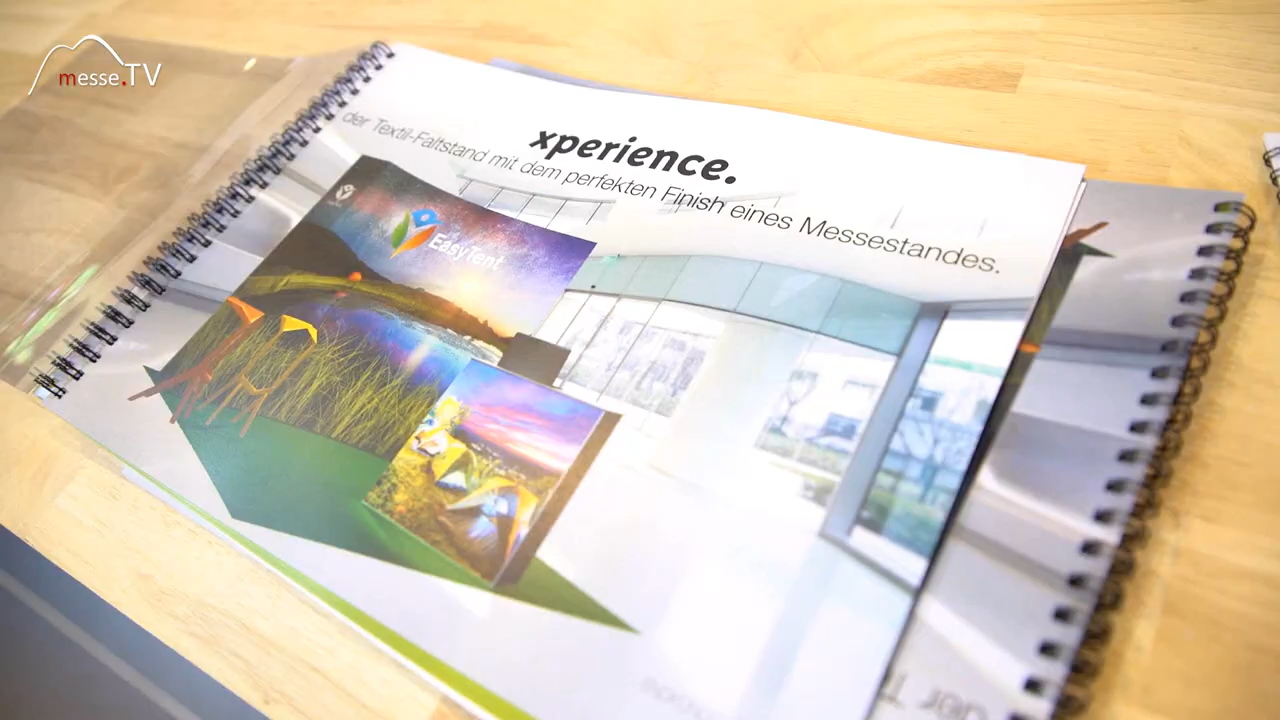 messe.TV
xperience.
der Textil-Faltstand mit dem perfekten Finish eines Messestandes.
EasyTent